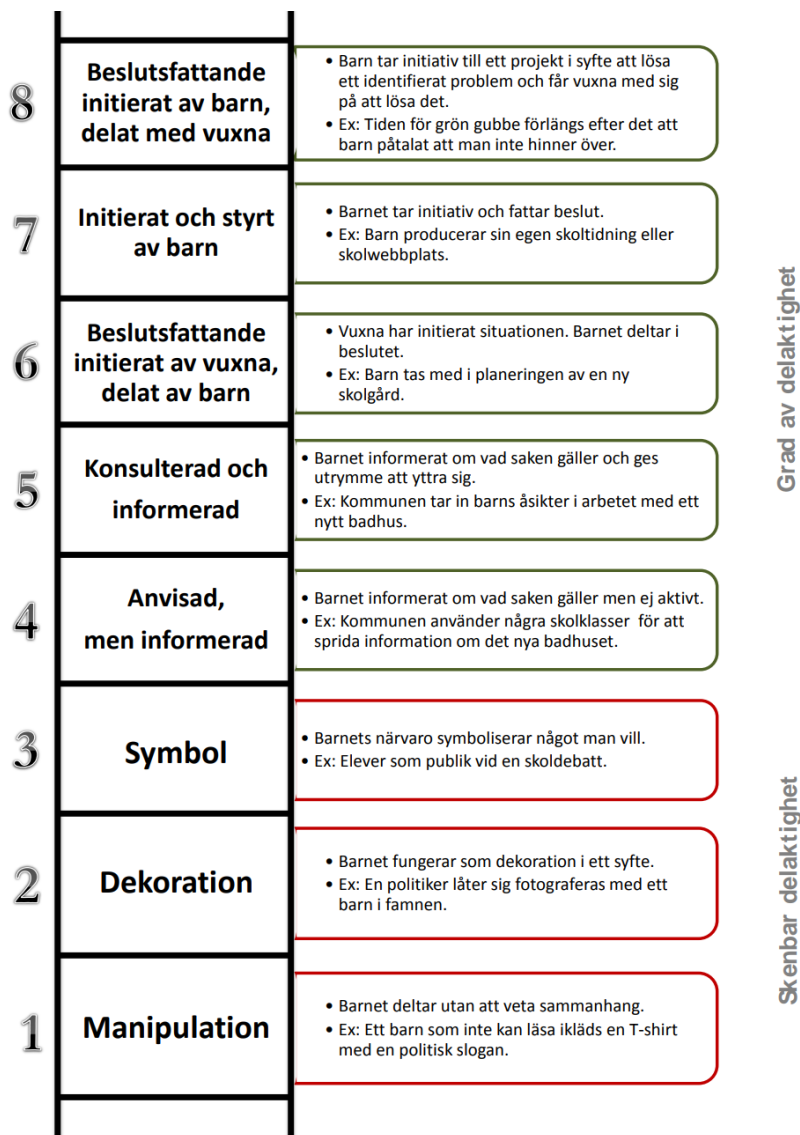 8
Beslutsfattande
initierat av barn,
delat med vuxna
• Barn tar initiativ till ett projekt i syfte att lösa
ett identifierat problem och får vuxna med sig
på att lösa det.
• Ex: Tiden för grön gubbe förlängs efter det att
barn påtalat att man inte hinner över.
7
Initierat och styrt
av barn
• Barnet tar initiativ och fattar beslut.
• Ex: Barn producerar sin egen skoltidning eller
skolwebbplats.
6
Beslutsfattande
initierat av vuxna,
delat av barn
• Vuxna har initierat situationen. Barnet deltar i
beslutet.
• Ex: Barn tas med i planeringen av en ny
skolgård.
5
Konsulterad och
informerad
• Barnet informerat om vad saken gäller och ges
utrymme att yttra sig.
• Ex: Kommunen tar in barns åsikter i arbetet med ett
nytt badhus.
4
Anvisad,
men informerad
• Barnet informerat om vad saken gäller men ej aktivt.
• Ex: Kommunen använder några skolklasser för att
sprida information om det nya badhuset.
Grad av delaktighet
3
Symbol
• Barnets närvaro symboliserar något man vill.
• Ex: Elever som publik vid en skoldebatt.
2
Dekoration
• Barnet fungerar som dekoration i ett syfte.
• Ex: En politiker låter sig fotograferas med ett
barn i famnen.
1
Manipulation
• Barnet deltar utan att veta sammanhang.
• Ex: Ett barn som inte kan läsa ikläds en T-shirt
med en politisk slogan.
Skenbar delaktighet